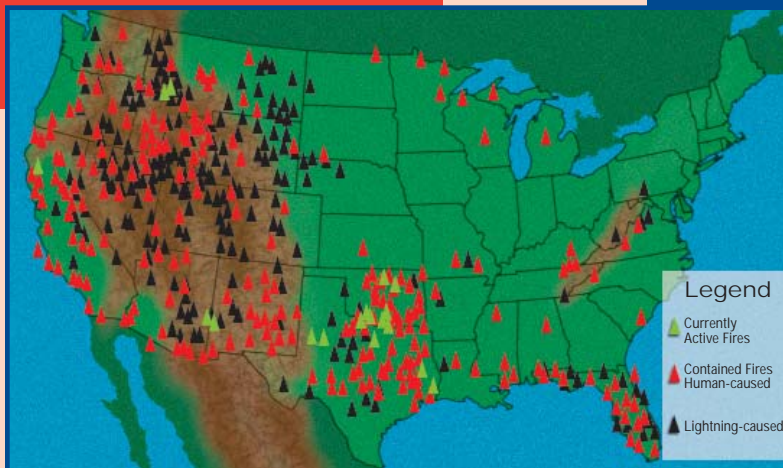 Legend
Currently
Active Fires
Contained Fires
Human-caused
Lightning-caused